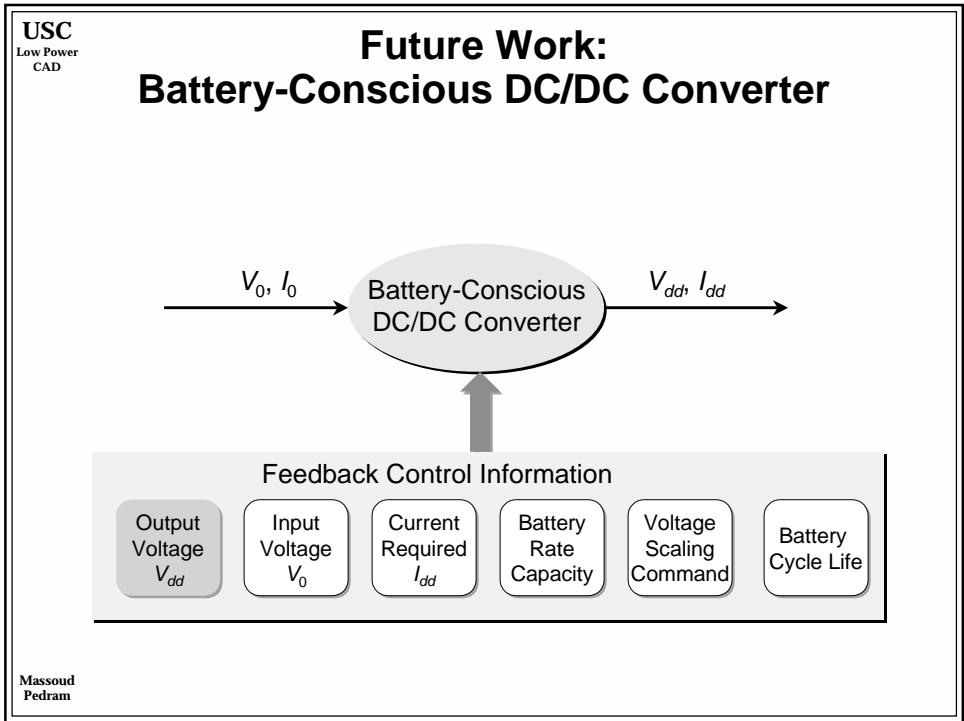 USC
Low Power
CAD
Future Work:
Battery-Conscious DC/DC Converter
V0, I0
Battery-Conscious
DC/DC Converter
Vdd, Idd
Feedback Control Information
Output
Voltage
Vdd
Input
Voltage
V0
Current
Required
Idd
Battery
Rate
Capacity
Voltage
Scaling
Command
Battery
Cycle Life
Massoud
Pedram